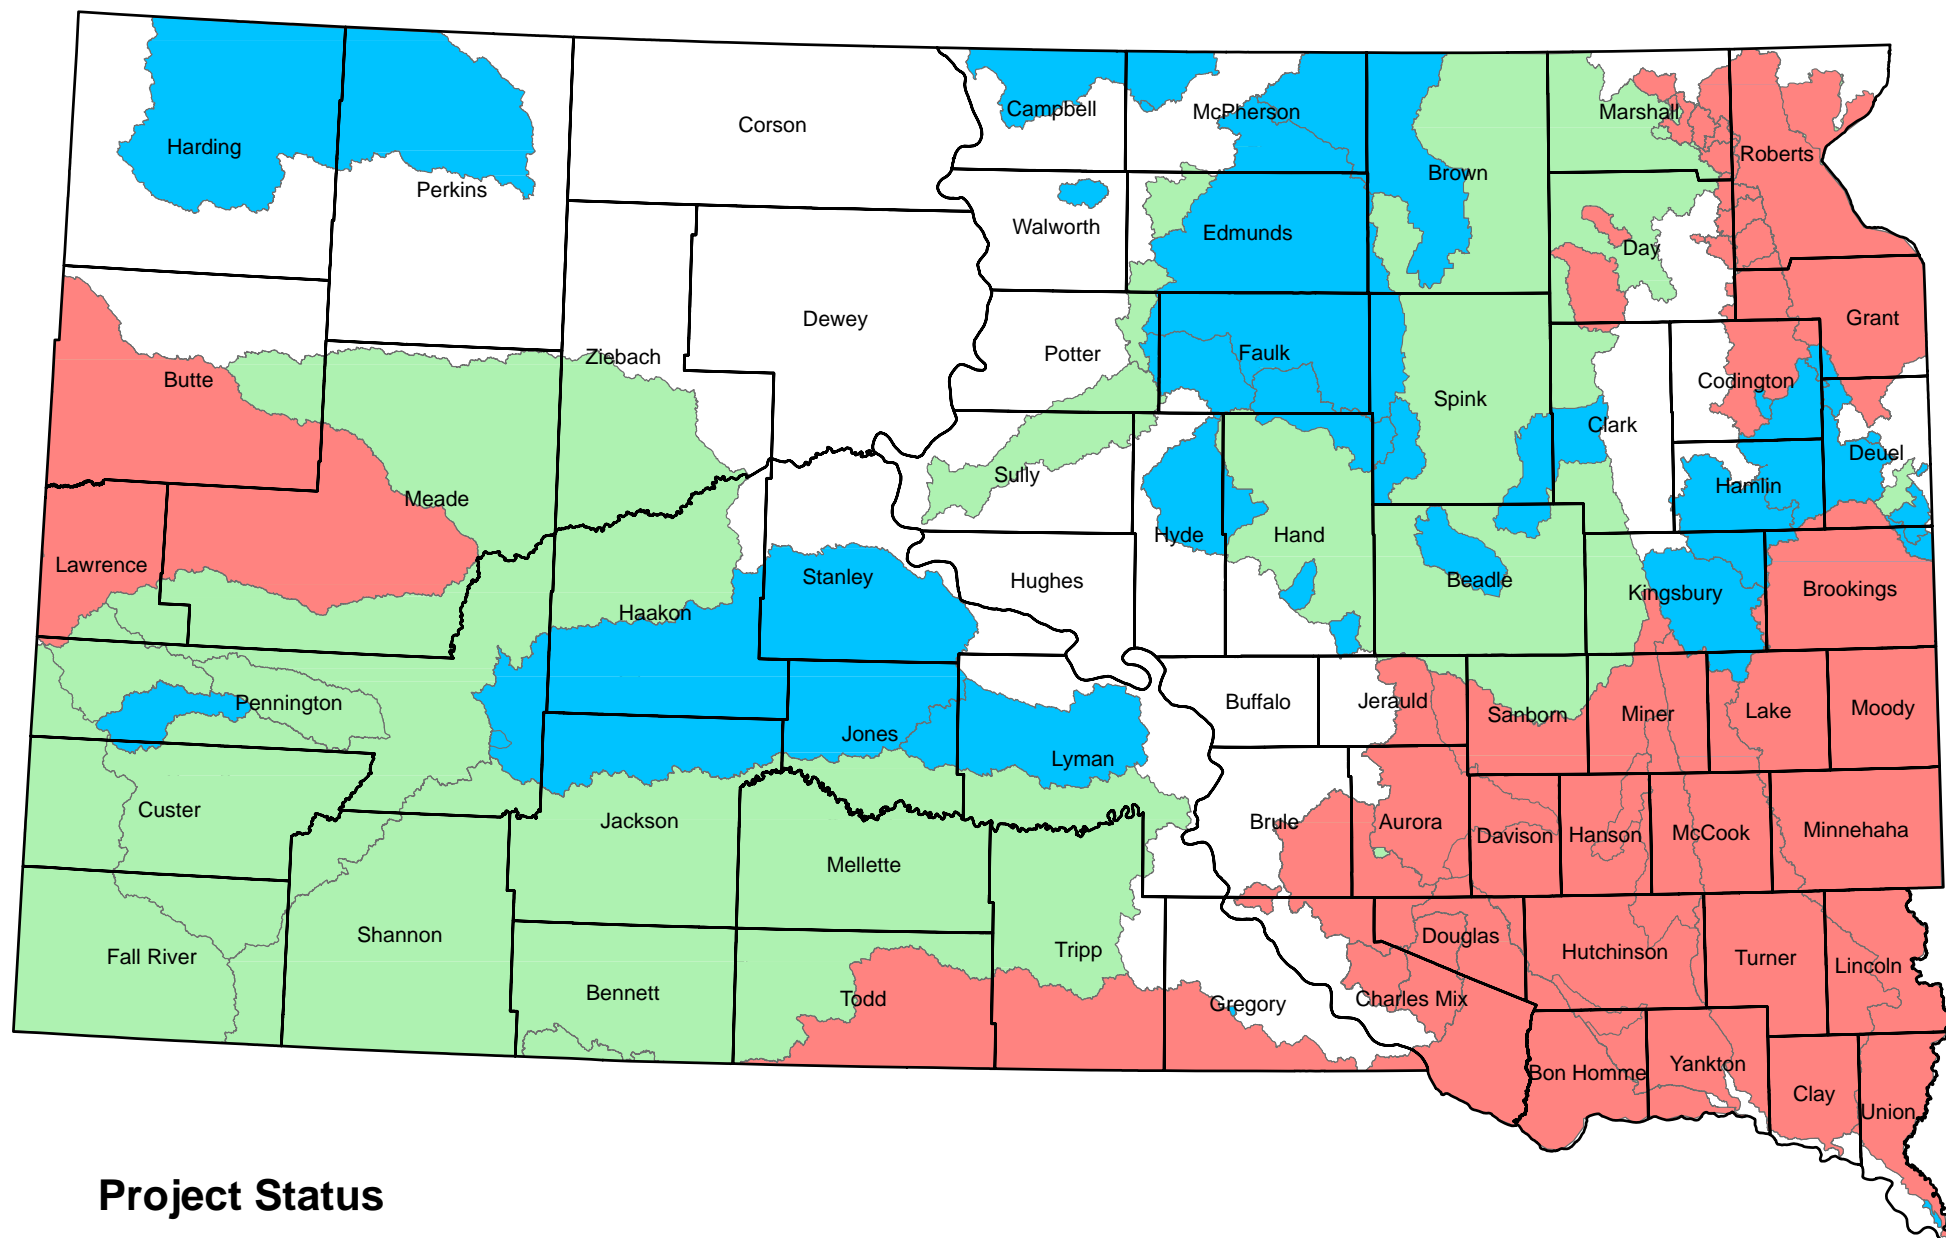 Campbell
McPherson
Marshall
Corson
Harding
Roberts
Brown
Perkins
Walworth
Edmunds
Day
Dewey
Grant
Potter
Faulk
Ziebach
Butte
Codington
Spink
Clark
Deuel
Sully
Hamlin
Meade
Hyde
Hand
Lawrence
Stanley
Hughes
Beadle
Kingsbury
Brookings
Haakon
Pennington
Buffalo
Jerauld
Sanborn
Miner
Lake
Moody
Jones
Lyman
Custer
Jackson
Brule
Aurora
Davison
Hanson
McCook
Minnehaha
Mellette
Shannon
Fall River
Tripp
Douglas
Hutchinson
Turner
Lincoln
Bennett
Todd
Gregory
Charles Mix
Bon Homme
Yankton
Clay
Union
Project Status